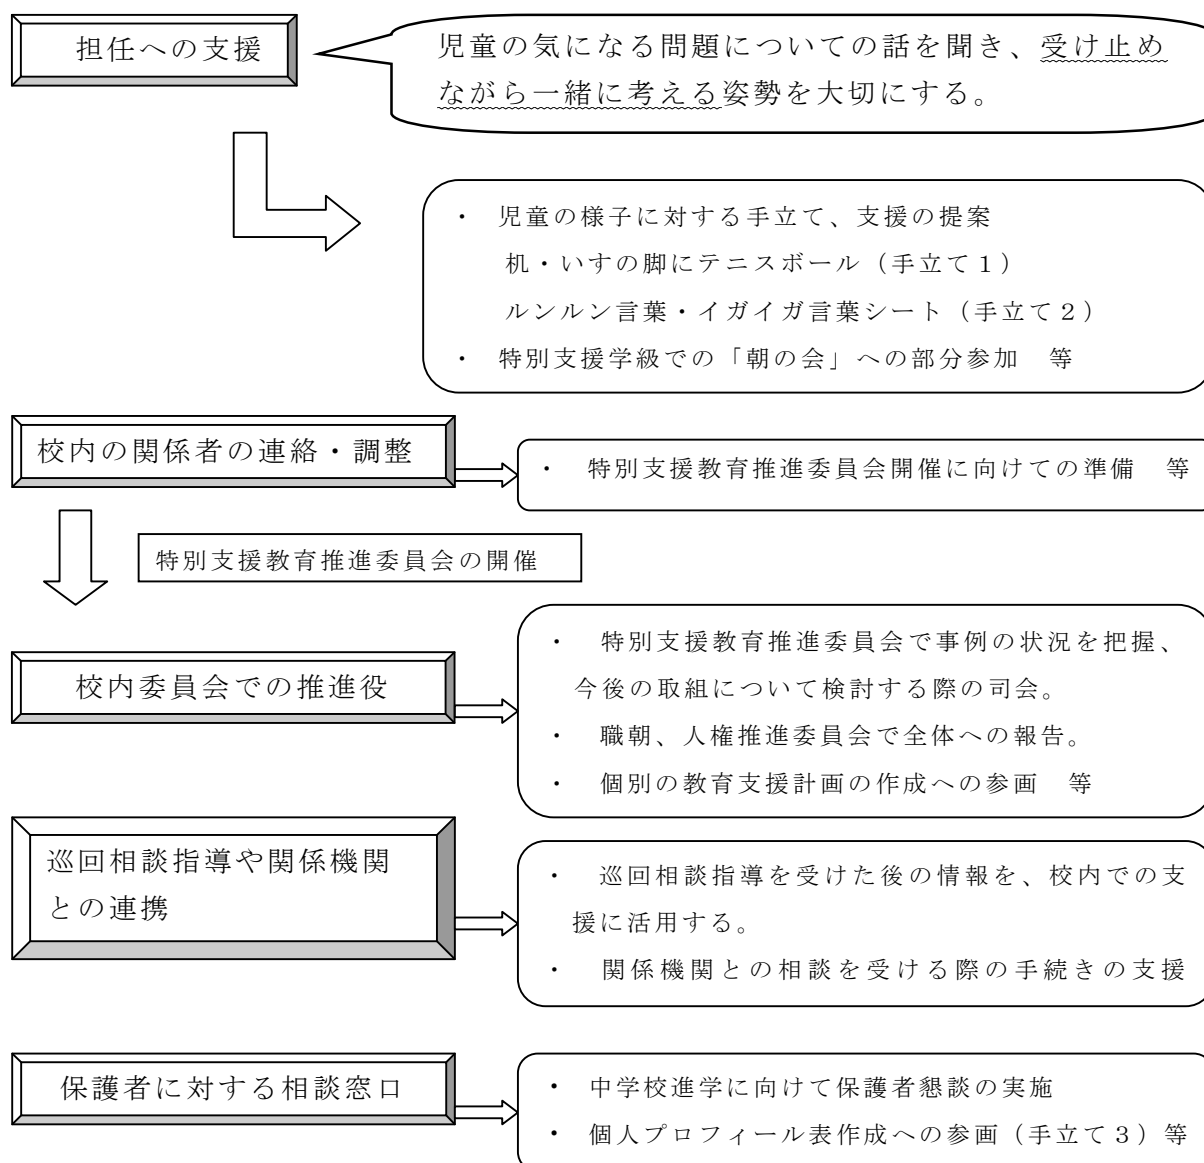 担任への支援
児童の気になる問題についての話を聞き、受け止め
ながら一緒に考える姿勢を大切にする。
・ 児童の様子に対する手立て、支援の提案
机・いすの脚にテニスボール（手立て１）
ルンルン言葉・イガイガ言葉シート（手立て２）
・ 特別支援学級での「朝の会」への部分参加 等
校内の関係者の連絡・調整
・ 特別支援教育推進委員会開催に向けての準備 等
特別支援教育推進委員会の開催
校内委員会での推進役
・ 特別支援教育推進委員会で事例の状況を把握、
今後の取組について検討する際の司会。
・ 職朝、人権推進委員会で全体への報告。
・ 個別の教育支援計画の作成への参画 等
巡回相談指導や関係機関
との連携
・ 巡回相談指導を受けた後の情報を、校内での支
援に活用する。
・ 関係機関との相談を受ける際の手続きの支援
保護者に対する相談窓口
・ 中学校進学に向けて保護者懇談の実施
・ 個人プロフィール表作成への参画（手立て３）等